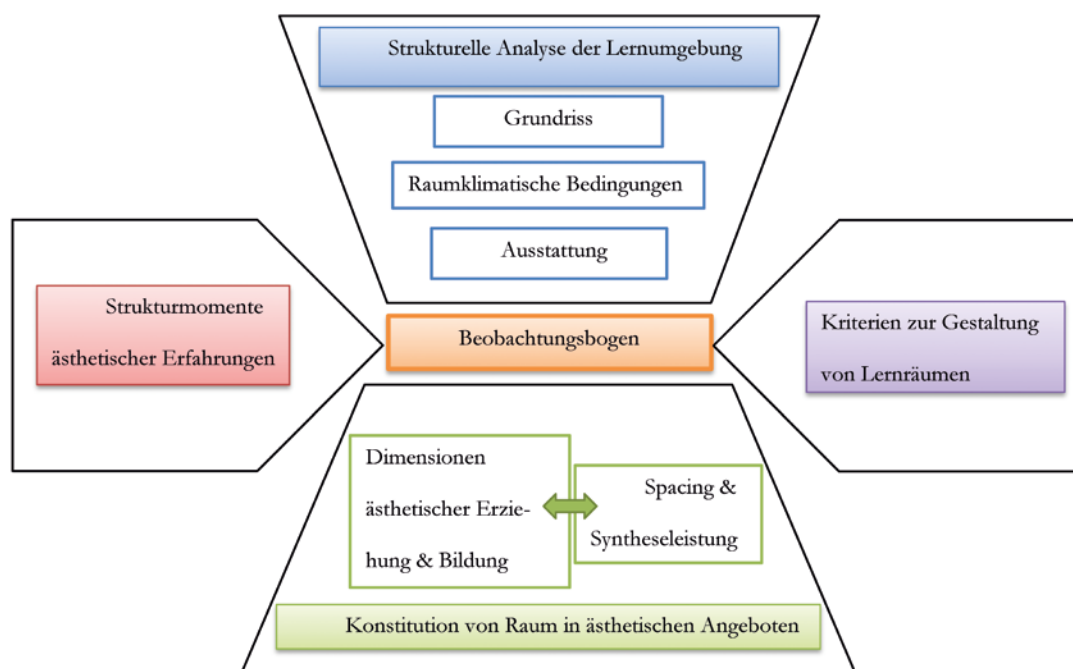 Strukturelle Analyse der Lernumgebung
Grundriss
Raumklimatische Bedingungen
Ausstattung
Strukturmomente
ästhetischer Erfahrungen
Beobachtungsbogen
Kriterien zur Gestaltung
von Lernräumen
Dimensionen
ästhetischer Erzie-
hung & Bildung
Spacing &
Syntheseleistung
Konstitution von Raum in ästhetischen Angeboten